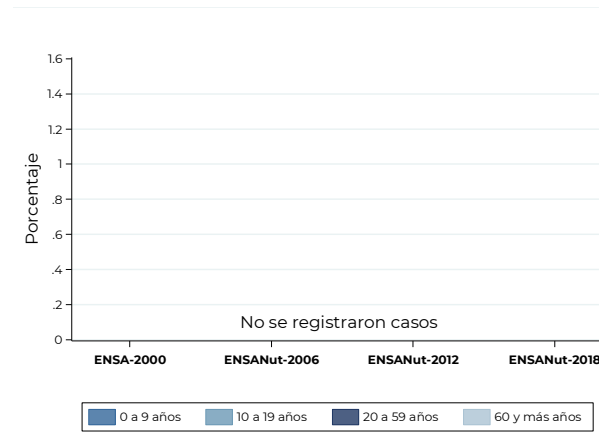 Porcentaje
1.6
1.4
1.2
1
.8
.6
.4
.2
0
No se registraron casos
ENSA-2000 ENSANut-2006 ENSANut-2012 ENSANut-2018
0 a 9 años 10 a 19 años 20 a 59 años 60 y más años